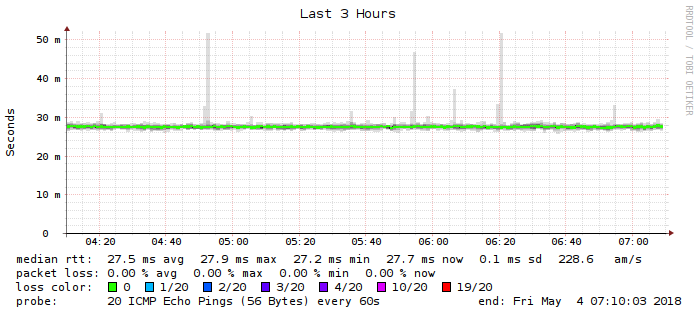 Last 3 Hours
RRDTOOL / TOBI OETIKER
Seconds
50 m
40 m
30 m
20 m
10 m
0
04:20 04:40 05:00 05:20 05:40 06:00 06:20 06:40 07:00
median rtt: 27.5 ms avg 27.9 ms max 27.2 ms min 27.7 ms now 0.1 ms sd 228.6 am/s
packet loss: 0.00 % avg 0.00 % max 0.00 % min 0.00 % now
loss color: 0 1/20 2/20 3/20 4/20 10/20 19/20
probe: 20 ICMP Echo Pings (56 Bytes) every 60s end: Fri May 4 07:10:03 2018